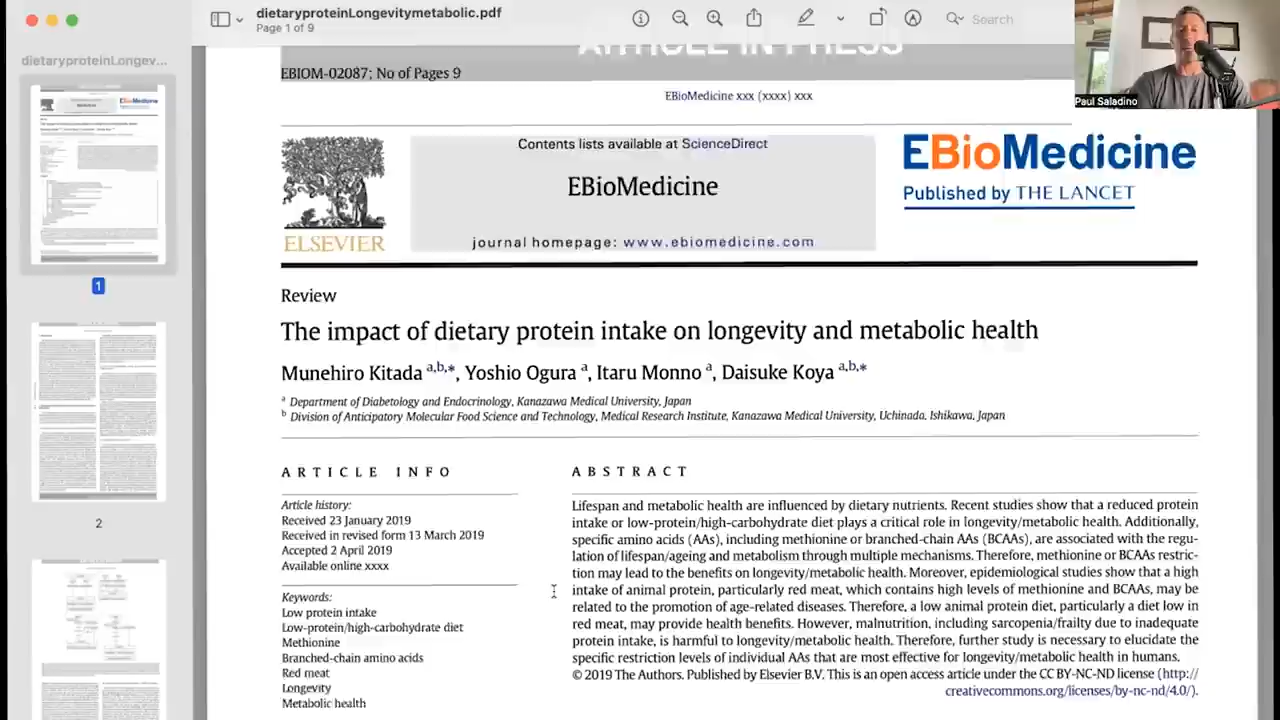 dietaryproteinLongevitymetabolic.pdf
Page 1 of 9
Search
dietaryproteinLongev...
1
2
Paul Saladino
ARTICLE IN PRESS
EBIOM-02087; No of Pages 9
EBioMedicine xxx (xxxx) xxx
Contents lists available at ScienceDirect
EBioMedicine
journal homepage: www.ebiomedicine.com
ELSEVIER
EBioMedicine
Published by THE LANCET
Review
The impact of dietary protein intake on longevity and metabolic health
Munehiro Kitada a,b,*, Yoshio Ogura a, Itaru Monno a, Daisuke Koya a,b,*
a Department of Diabetology and Endocrinology, Kanazawa Medical University, Japan
b Division of Anticipatory Molecular Food Science and Technology, Medical Research Institute, Kanazawa Medical University, Uchinada, Ishikawa, Japan
ARTICLE INFO
Article history:
Received 23 January 2019
Received in revised form 13 March 2019
Accepted 2 April 2019
Available online xxxx
Keywords:
Low protein intake
Low-protein/high-carbohydrate diet
Methionine
Branched-chain amino acids
Red meat
Longevity
Metabolic health
ABSTRACT
Lifespan and metabolic health are influenced by dietary nutrients. Recent studies show that a reduced protein
intake or low-protein/high-carbohydrate diet plays a critical role in longevity/metabolic health. Additionally,
specific amino acids (AAs), including methionine or branched-chain AAs (BCAAs), are associated with the regu-
lation of lifespan/ageing and metabolism through multiple mechanisms. Therefore, methionine or BCAAs restric-
tion may lead to the benefits on longevity/metabolic health. Moreover, epidemiological studies show that a high
intake of animal protein, particularly red meat, which contains high levels of methionine and BCAAs, may be
related to the promotion of age-related diseases. Therefore, a low animal protein diet, particularly a diet low in
red meat, may provide health benefits. However, malnutrition, including sarcopenia/frailty due to inadequate
protein intake, is harmful to longevity/metabolic health. Therefore, further study is necessary to elucidate the
specific restriction levels of individual AAs that are most effective for longevity/metabolic health in humans.
© 2019 The Authors. Published by Elsevier B.V. This is an open access article under the CC BY-NC-ND license (http://
creativecommons.org/licenses/by-nc-nd/4.0/).